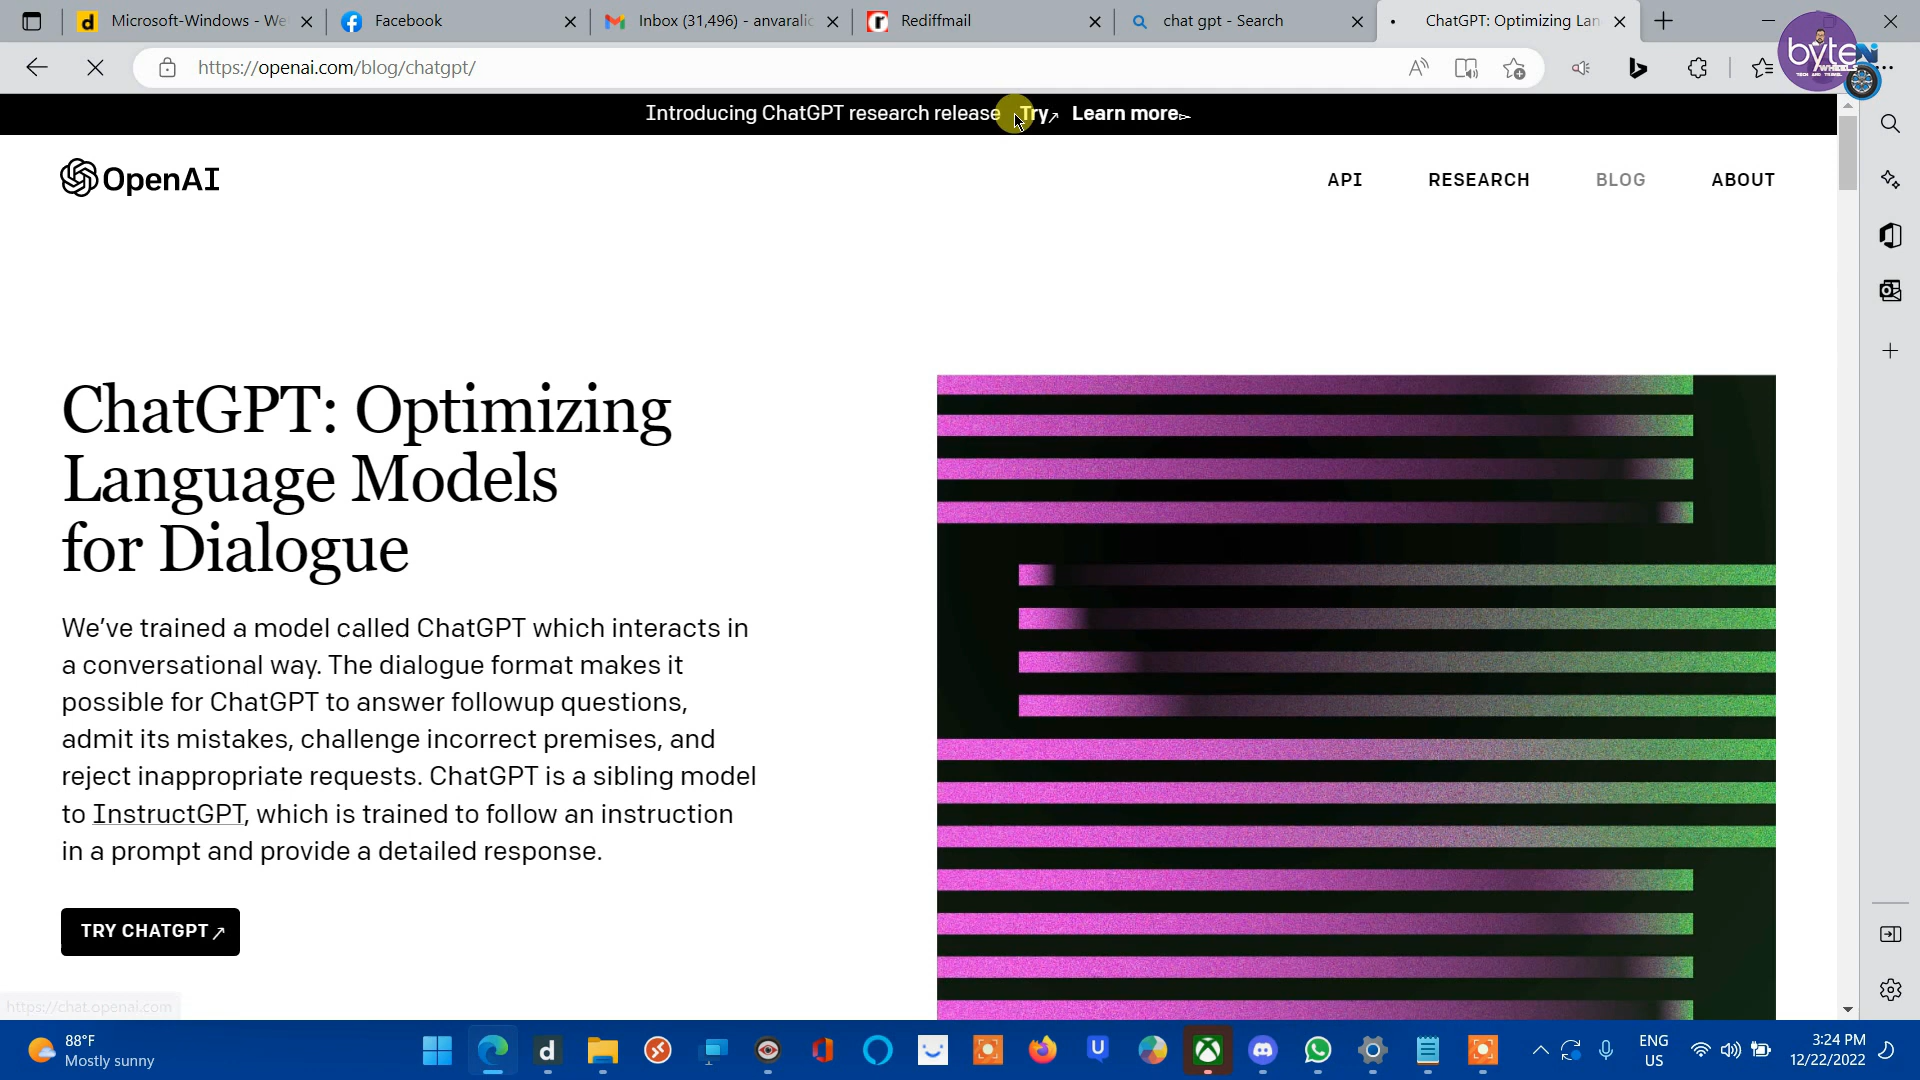 Microsoft-Windows - We
Facebook
Inbox (31,496) - anvaralic
Rediffmail
chat gpt - Search
ChatGPT: Optimizing Lan
https://openai.com/blog/chatgpt/
byte
WHEELS
TECH AND TRAVEL
Introducing ChatGPT research release Try↗ Learn more
OpenAI
API
RESEARCH
BLOG
ABOUT
ChatGPT: Optimizing
Language Models
for Dialogue
We’ve trained a model called ChatGPT which interacts in
a conversational way. The dialogue format makes it
possible for ChatGPT to answer followup questions,
admit its mistakes, challenge incorrect premises, and
reject inappropriate requests. ChatGPT is a sibling model
to InstructGPT, which is trained to follow an instruction
in a prompt and provide a detailed response.
TRY CHATGPT ↗
https://chat.openai.com
88°F
Mostly sunny
ENG
US
3:24 PM
12/22/2022